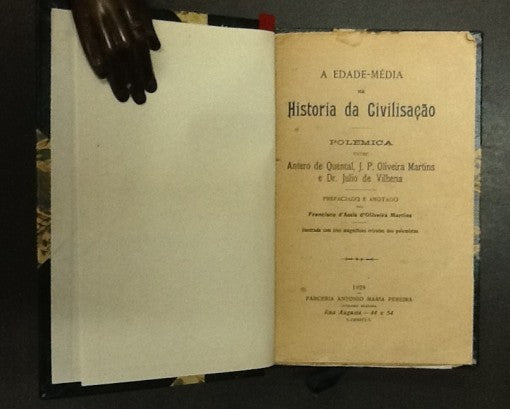 A EDADE-MÉDIA
NA
Historia da Civilisação
POLEMICA
ENTRE
Antero de Quental, J. P. Oliveira Martins
e Dr. Julio de Vilhena
PREFACIADO E ANOTADO
POR
Francisco d'Assis d'Oliveira Martins
Ilustrada com tres magnificos retratos dos polemistas
PARCERIA ANTONIO MARIA PEREIRA
Rua Augusta — 44 a 54
LISBOA